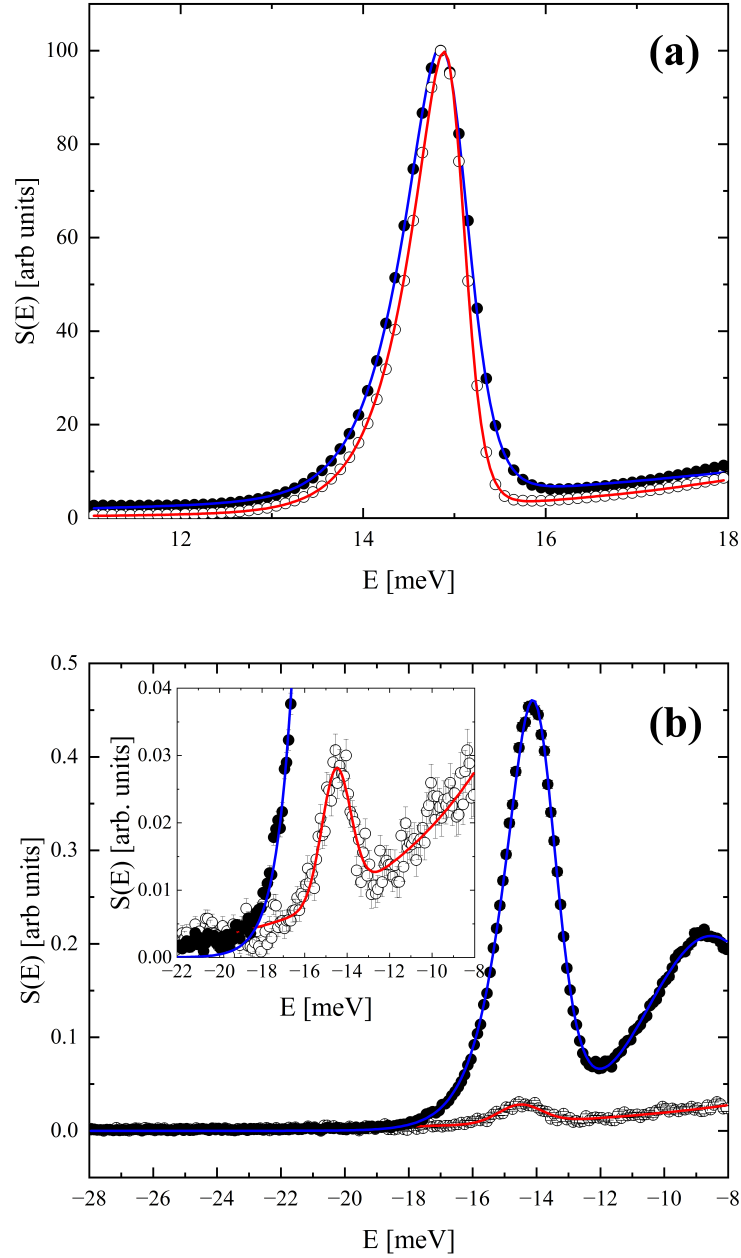 (a)
100
80
60
40
20
0
S(E) [arb units]
12
14
16
18
E [meV]
(b)
0.5
0.4
0.3
0.2
0.1
0.0
S(E) [arb units]
0.04
0.03
0.02
0.01
0.00
S(E) [arb. units]
−22 −20 −18 −16 −14 −12 −10 −8
E [meV]
−28 −26 −24 −22 −20 −18 −16 −14 −12 −10 −8
E [meV]